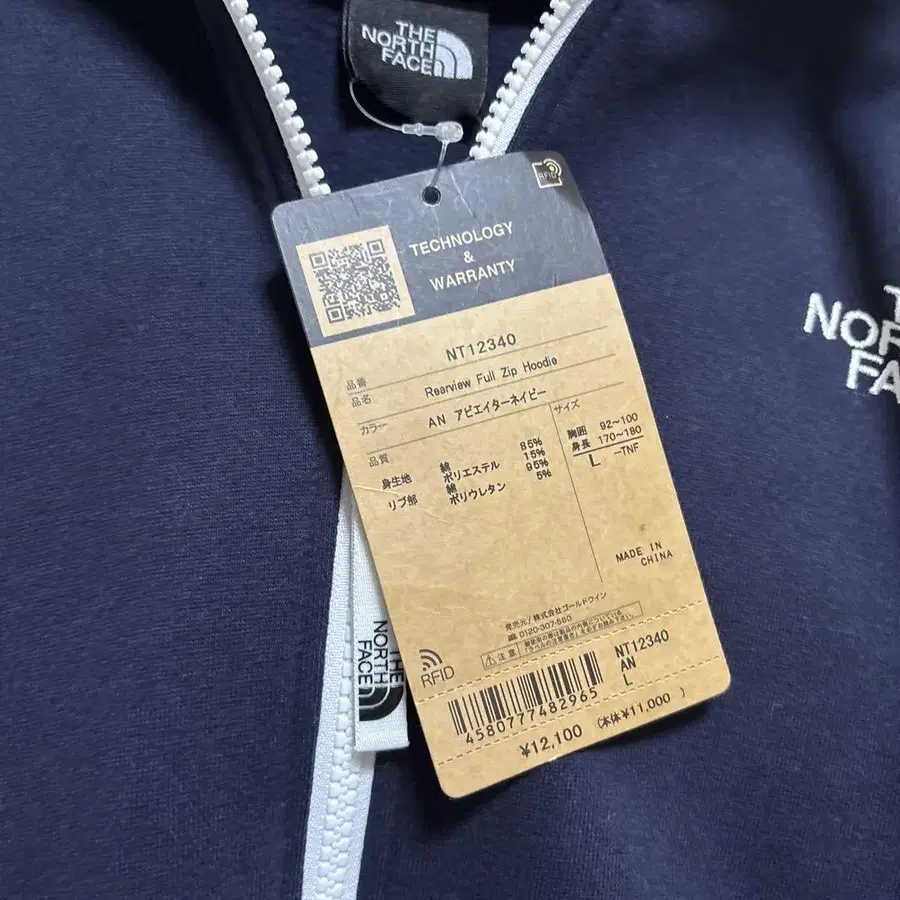 THE
NORTH
FACE
RFID
TECHNOLOGY
&
WARRANTY
品番 NT12340
品名 Rearview Full Zip Hoodie
カラー AN アビエイターネイビー
品質
身生地 綿 85%
ポリエステル 15%
リブ部 綿 95%
ポリウレタン 5%
サイズ
胸囲 92~100
身長 170~180
L -TNF
MADE IN
CHINA
発売元/株式会社ゴールドウイン
0120-307-560
⚠注意
RFID
NT12340
AN
L
4580777482965
¥12,100 (本体¥11,000 )
THE
NORTH
FACE
NOR
FA